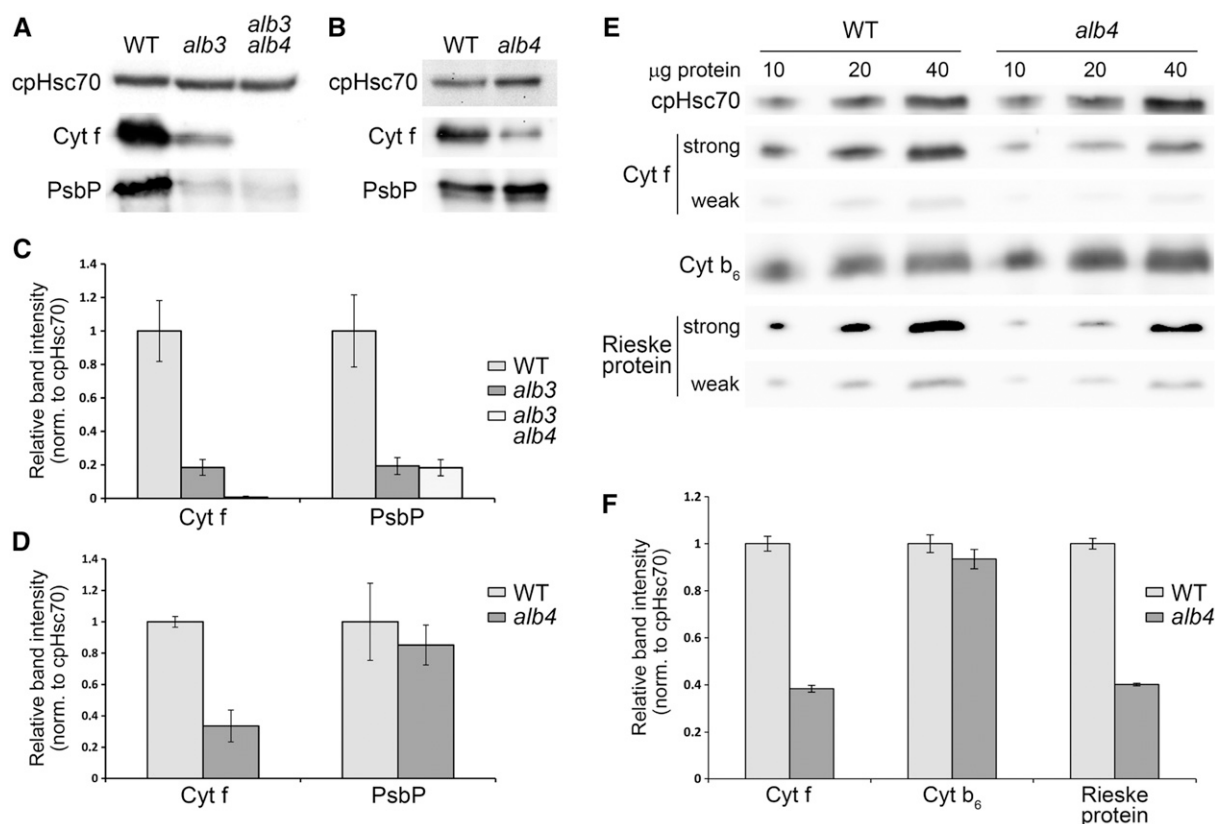 A
WT alb3 alb3 alb4
cpHsc70
Cyt f
PsbP
B
WT alb4
cpHsc70
Cyt f
PsbP
C
Relative band intensity
(norm. to cpHsc70)
1.4
1.2
1
0.8
0.6
0.4
0.2
0
Cyt f PsbP
WT
alb3
alb3
alb4
D
Relative band intensity
(norm. to cpHsc70)
1.4
1.2
1
0.8
0.6
0.4
0.2
0
Cyt f PsbP
WT
alb4
E
WT alb4
µg protein 10 20 40 10 20 40
cpHsc70
Cyt f
strong
weak
Cyt b6
Rieske
protein
strong
weak
F
Relative band intensity
(norm. to cpHsc70)
1.2
1
0.8
0.6
0.4
0.2
0
Cyt f Cyt b6 Rieske
protein
WT
alb4